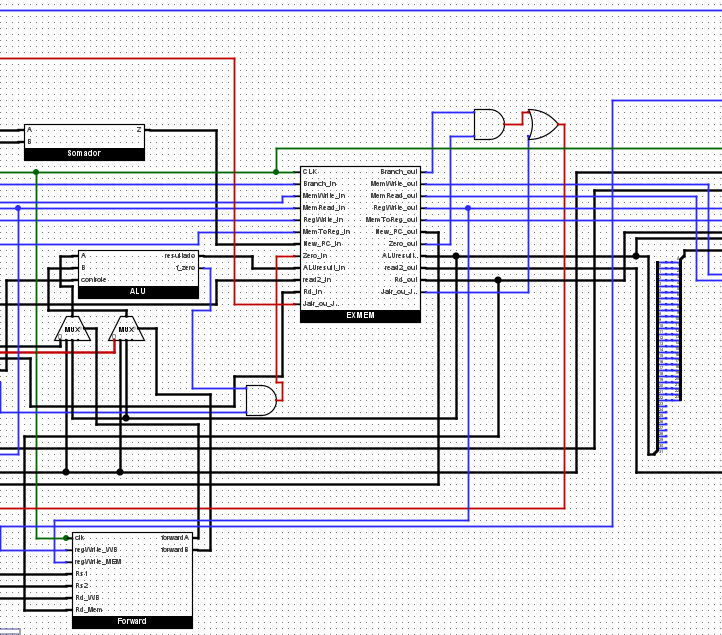 A Z
B
Somador
CLK Branch_out
Branch_In MemWrite_out
MemWrite_In MemRead_out
MemRead_In RegWrite_out
RegWrite_In MemToReg_out
MemToReg_In New_PC_out
New_PC_In Zero_out
Zero_In ALUresult..
ALUresult_In read2_out
read2_In Rd_out
Rd_In Jalr_ou_J..
Jalr_ou_J..
EXMEM
A resultado
B f_zero
controle
ALU
MUX MUX
clk forwardA
regWrite_WB forwardB
regWrite_MEM
Rs1
Rs2
Rd_WB
Rd_Mem
Forward